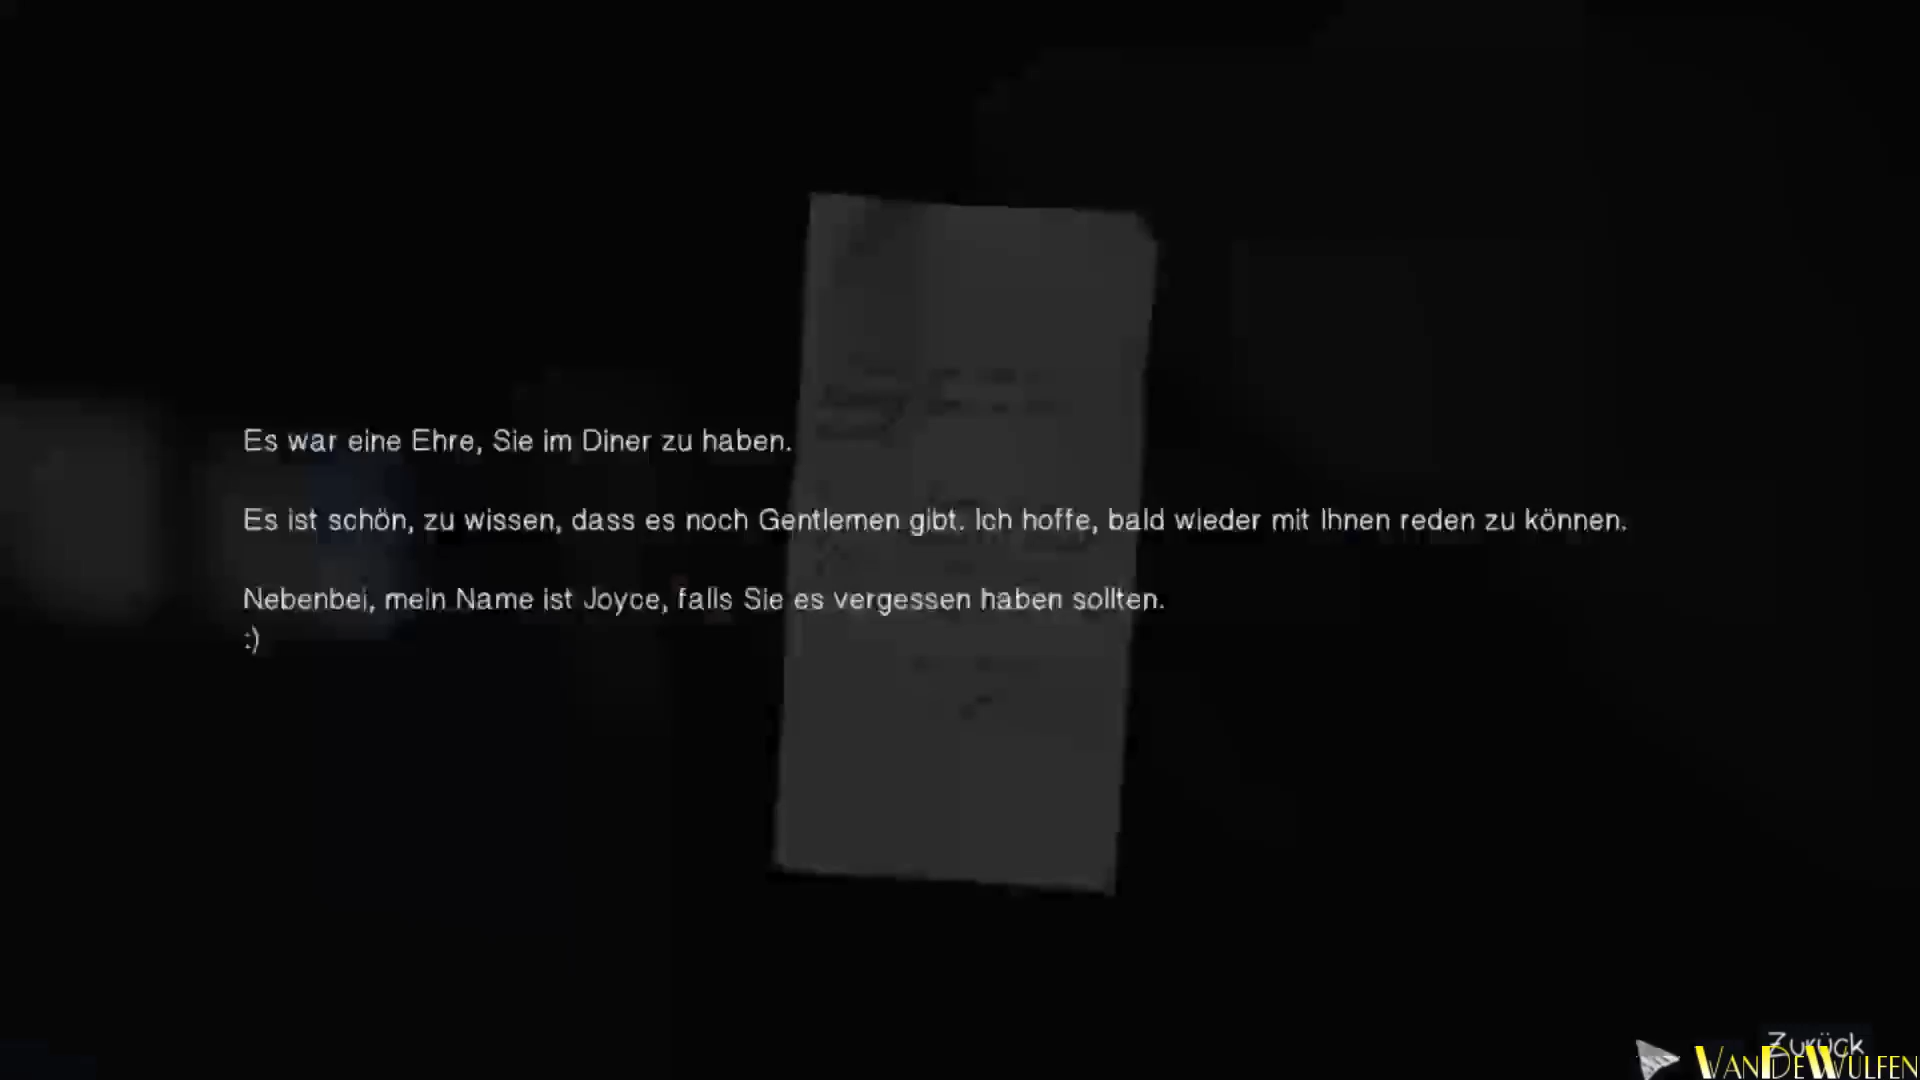 Es war eine Ehre, Sie im Diner zu haben.
Es ist schön, zu wissen, dass es noch Gentlemen gibt. Ich hoffe, bald wieder mit Ihnen reden zu können.
Nebenbei, mein Name ist Joyce, falls Sie es vergessen haben sollten.
:)
Zurück
VANDEWULFEN